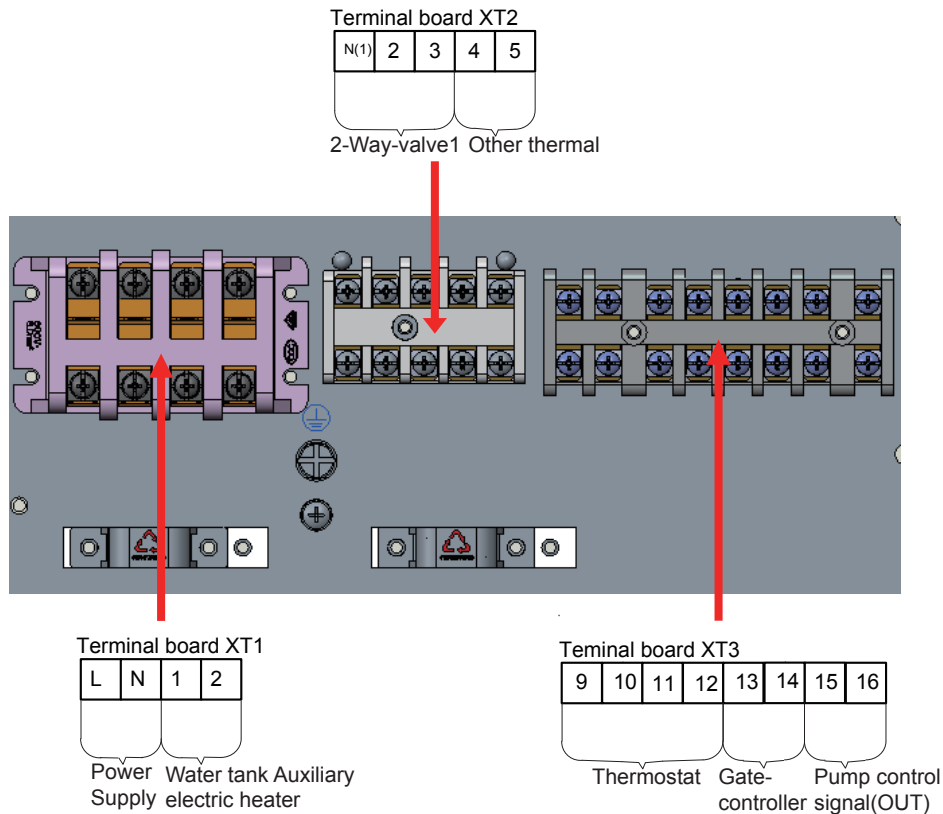 Terminal board XT2
N(1) 2 3 4 5
2-Way-valve1 Other thermal
Terminal board XT1
L N 1 2
Power Supply
Water tank Auxiliary electric heater
Teminal board XT3
9 10 11 12 13 14 15 16
Thermostat
Gate-
controller
Pump control
signal(OUT)